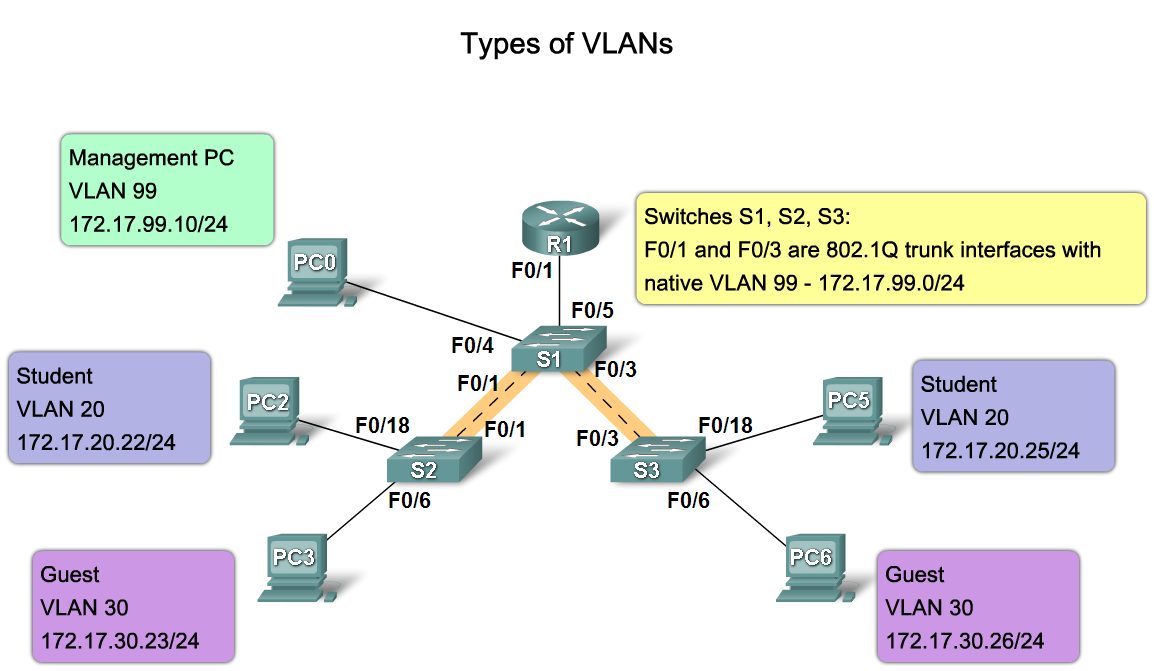 Types of VLANs
Management PC
VLAN 99
172.17.99.10/24
PC0
R1
F0/1
Switches S1, S2, S3:
F0/1 and F0/3 are 802.1Q trunk interfaces with
native VLAN 99 - 172.17.99.0/24
F0/5
F0/4
S1
F0/1
F0/3
Student
VLAN 20
172.17.20.22/24
PC2
F0/18
F0/1
S2
F0/6
F0/3
F0/18
S3
F0/6
PC5
Student
VLAN 20
172.17.20.25/24
PC3
Guest
VLAN 30
172.17.30.23/24
PC6
Guest
VLAN 30
172.17.30.26/24